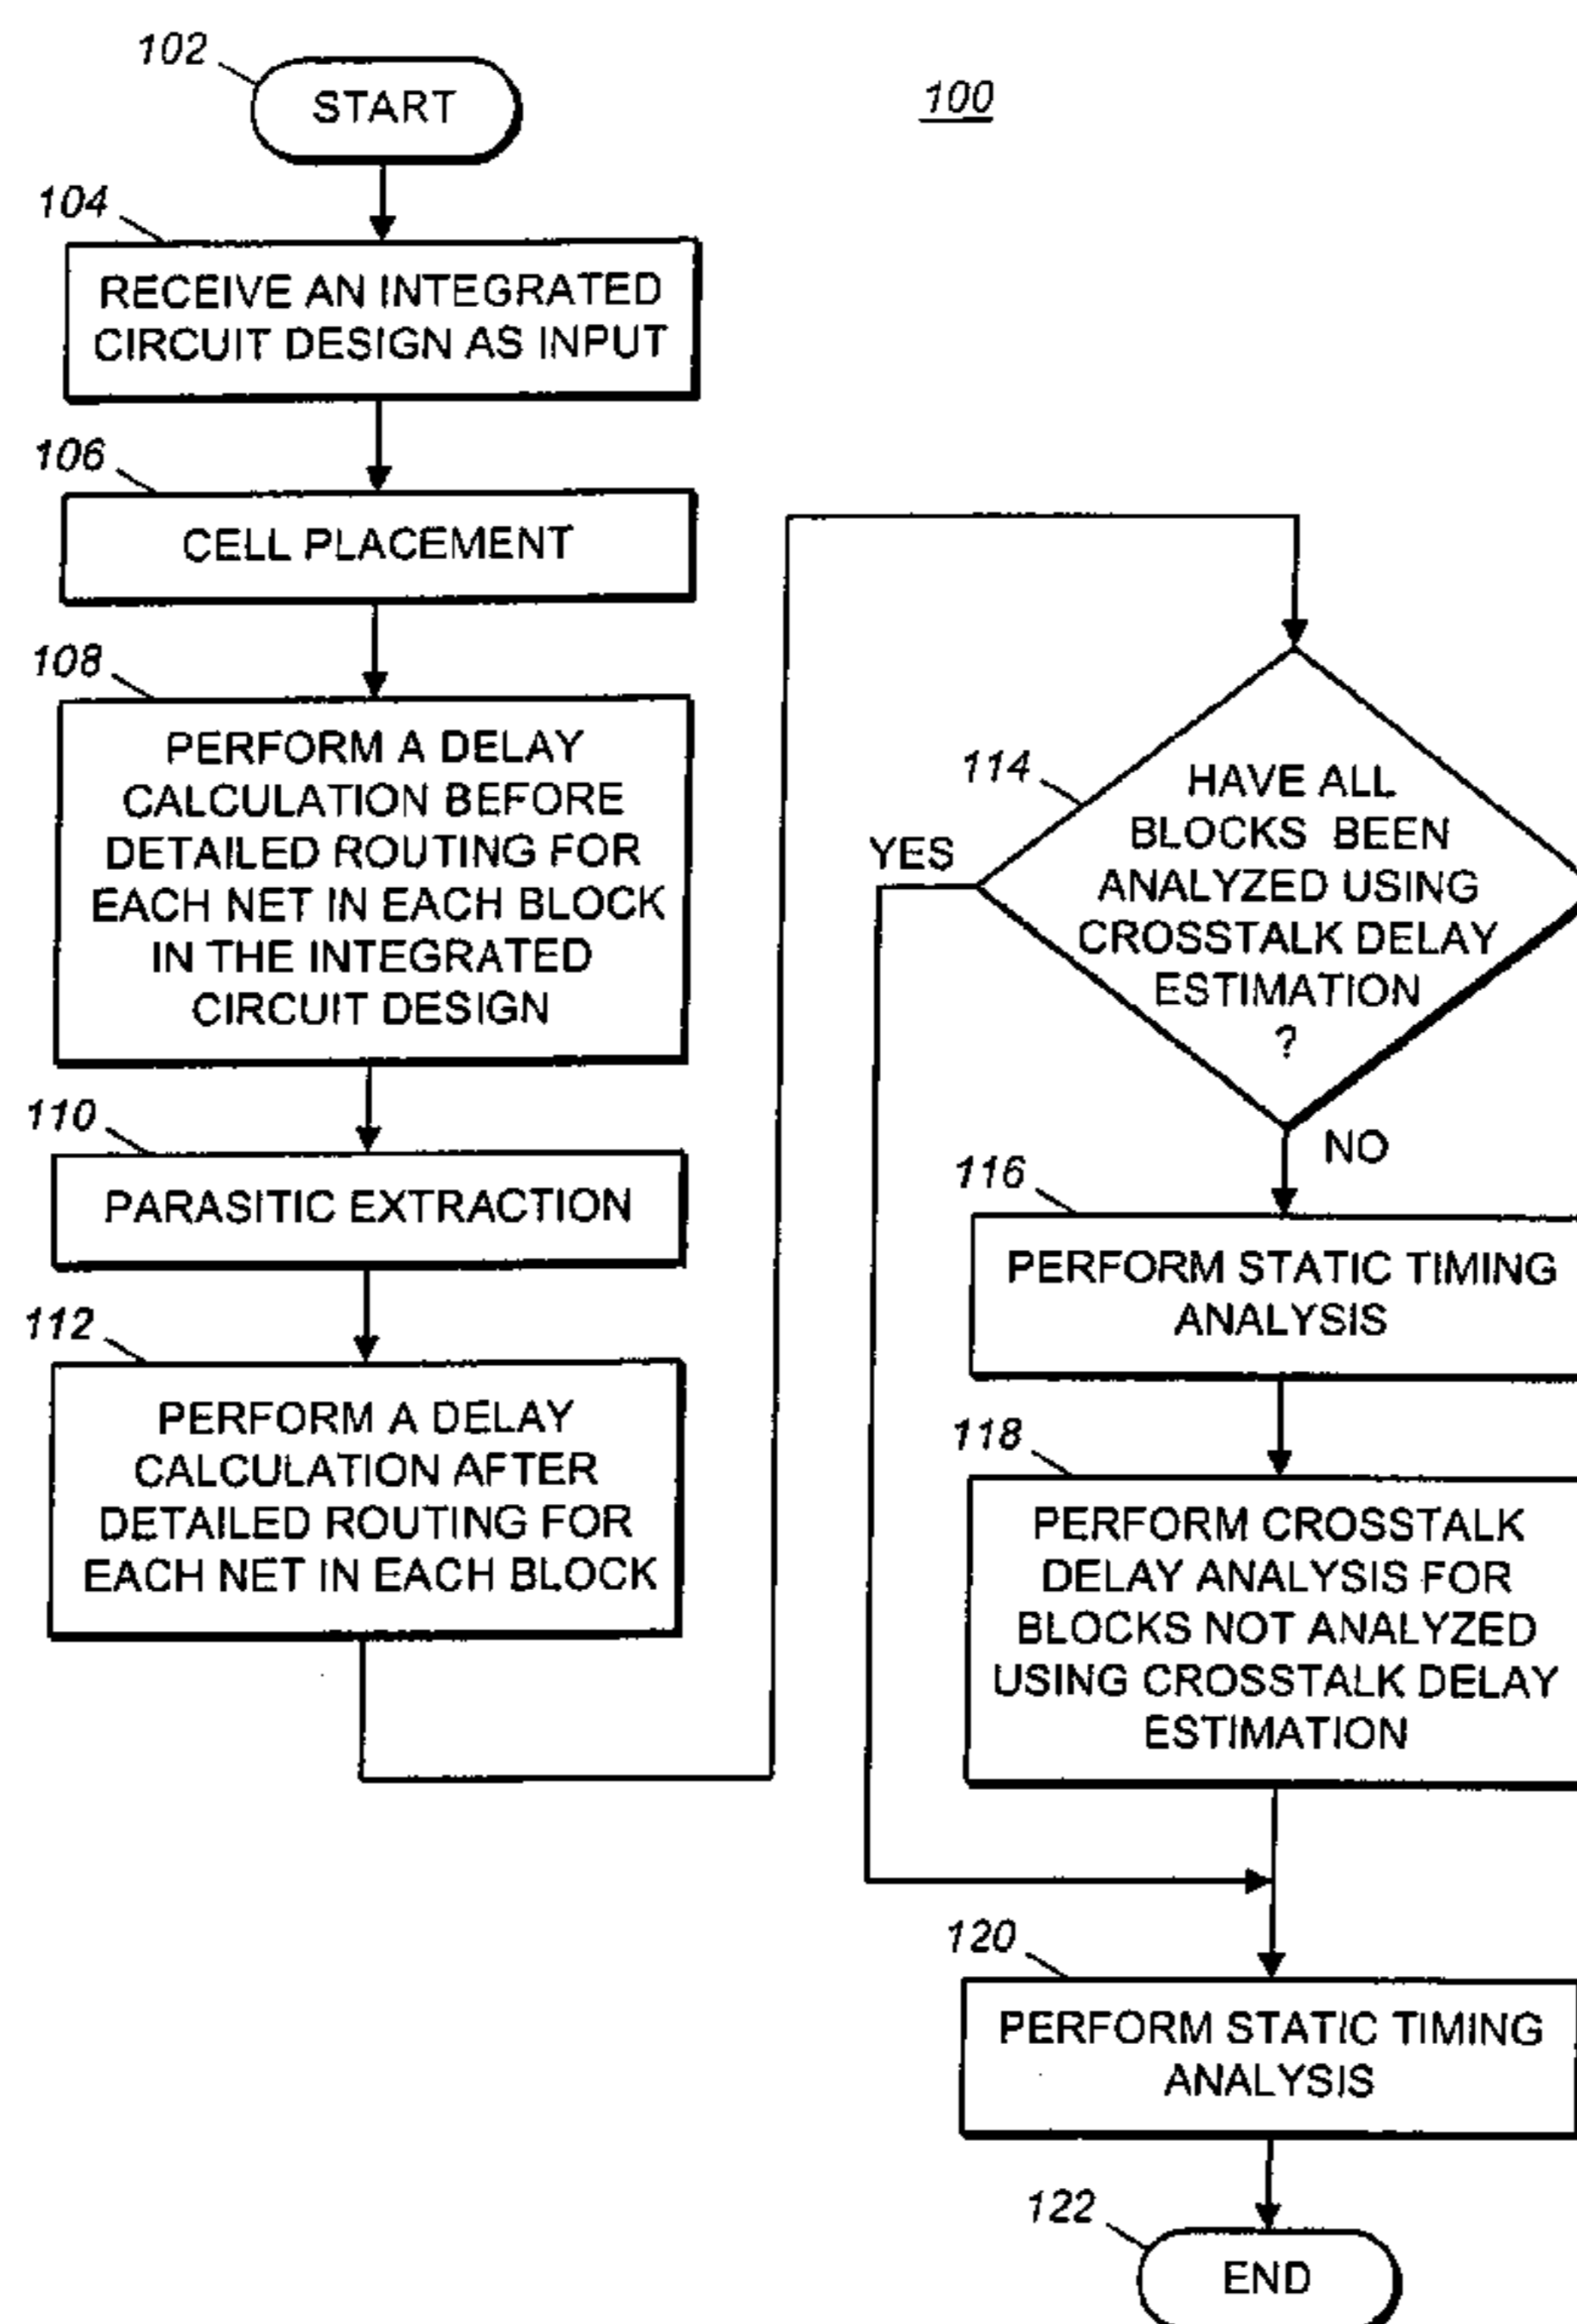 102
START
100
104
RECEIVE AN INTEGRATED
CIRCUIT DESIGN AS INPUT
106
CELL PLACEMENT
108
PERFORM A DELAY
CALCULATION BEFORE
DETAILED ROUTING FOR
EACH NET IN EACH BLOCK
IN THE INTEGRATED
CIRCUIT DESIGN
110
PARASITIC EXTRACTION
112
PERFORM A DELAY
CALCULATION AFTER
DETAILED ROUTING FOR
EACH NET IN EACH BLOCK
114
HAVE ALL
BLOCKS BEEN
ANALYZED USING
CROSSTALK DELAY
ESTIMATION
?
YES
NO
116
PERFORM STATIC TIMING
ANALYSIS
118
PERFORM CROSSTALK
DELAY ANALYSIS FOR
BLOCKS NOT ANALYZED
USING CROSSTALK DELAY
ESTIMATION
120
PERFORM STATIC TIMING
ANALYSIS
122
END